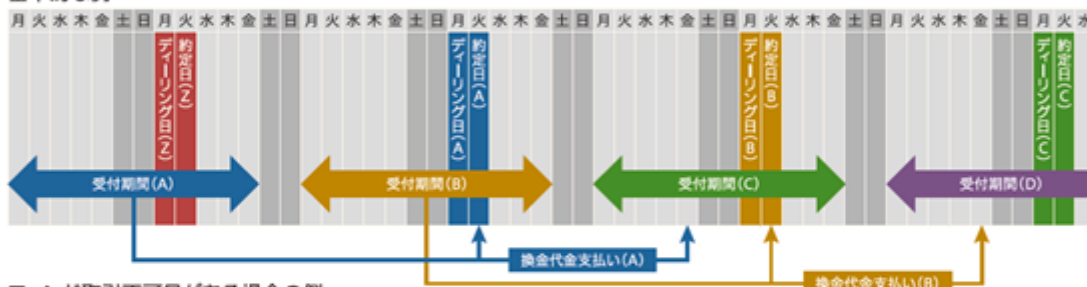 月 火 水 木 金 土 日 月 火 水 木 金 土 日 月 火 水 木 金 土 日 月 火 水 木 金 土 日 月 火 水 木 金 土 日 月 火 水 木 金 土 日 月 火 水 木 金 土 日 月 火 水
ディーリング日(Z)
約定日(Z)
ディーリング日(A)
約定日(A)
ディーリング日(B)
約定日(B)
ディーリング日(C)
約定日(C)
受付期間(A)
受付期間(B)
受付期間(C)
受付期間(D)
換金代金支払い(A)
換金代金支払い(B)